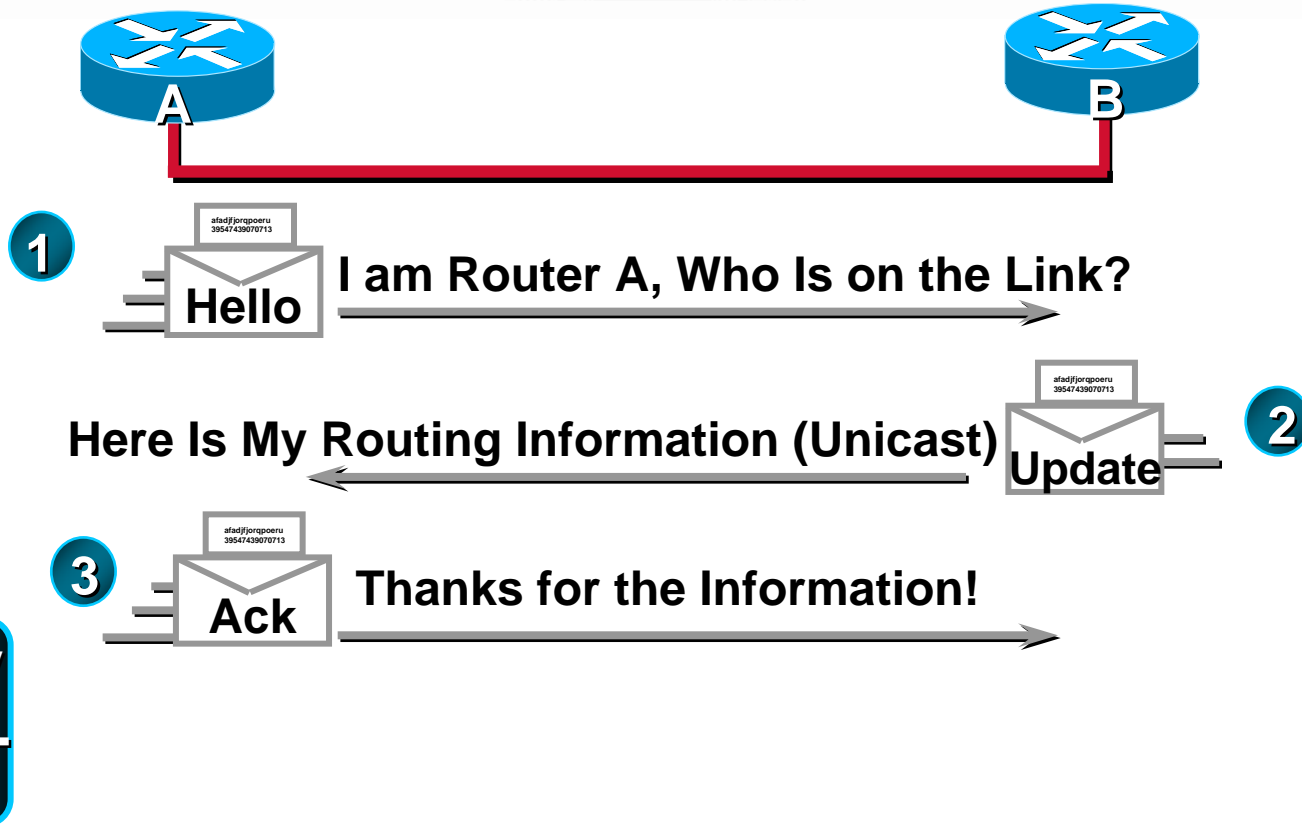 A
B
1
afadjfjorqpoeru
39547439070713
Hello
I am Router A, Who Is on the Link?
afadjfjorqpoeru
39547439070713
2
Here Is My Routing Information (Unicast)
Update
afadjfjorqpoeru
39547439070713
3
Ack
Thanks for the Information!